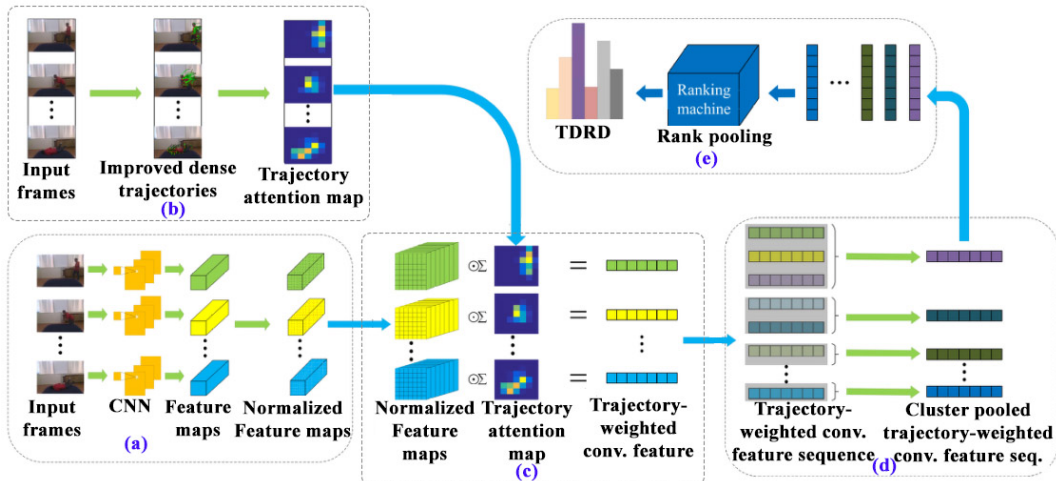 Input
frames
Improved dense
trajectories
Trajectory
attention map
(b)
TDRD
Ranking
machine
Rank pooling
(e)
Input
frames
CNN
Feature
maps
Normalized
Feature maps
(a)
⊙Σ
=
⊙Σ
=
⊙Σ
=
Normalized
Feature
maps
Trajectory
attention
map
Trajectory-
weighted
conv. feature
(c)
Trajectory-
weighted conv.
feature sequence
Cluster pooled
trajectory-weighted
conv. feature seq.
(d)